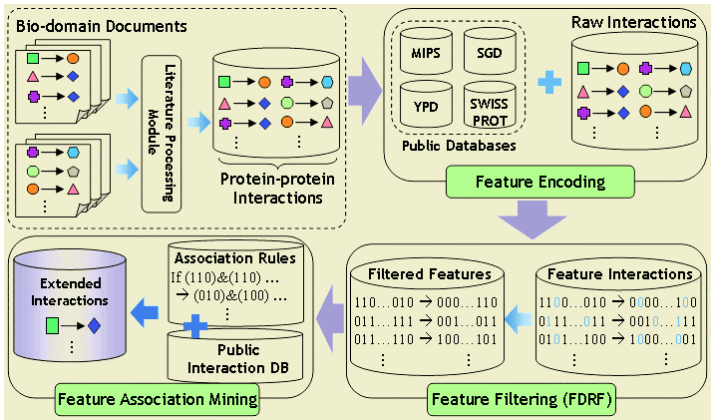 Bio-domain Documents
Literature Processing
Module
Protein-protein
Interactions
MIPS
SGD
YPD
SWISS
PROT
Public Databases
Raw Interactions
Feature Encoding
Extended
Interactions
Association Rules
If (110)&(110) ...
→ (010)&(100) ...
Public
Interaction DB
Feature Association Mining
Filtered Features
110...010 → 000...110
011...111 → 001...011
011...110 → 100...101
Feature Interactions
1100...010 → 0000...100
0111...011 → 0010...111
0101...100 → 1000...001
Feature Filtering (FDRF)